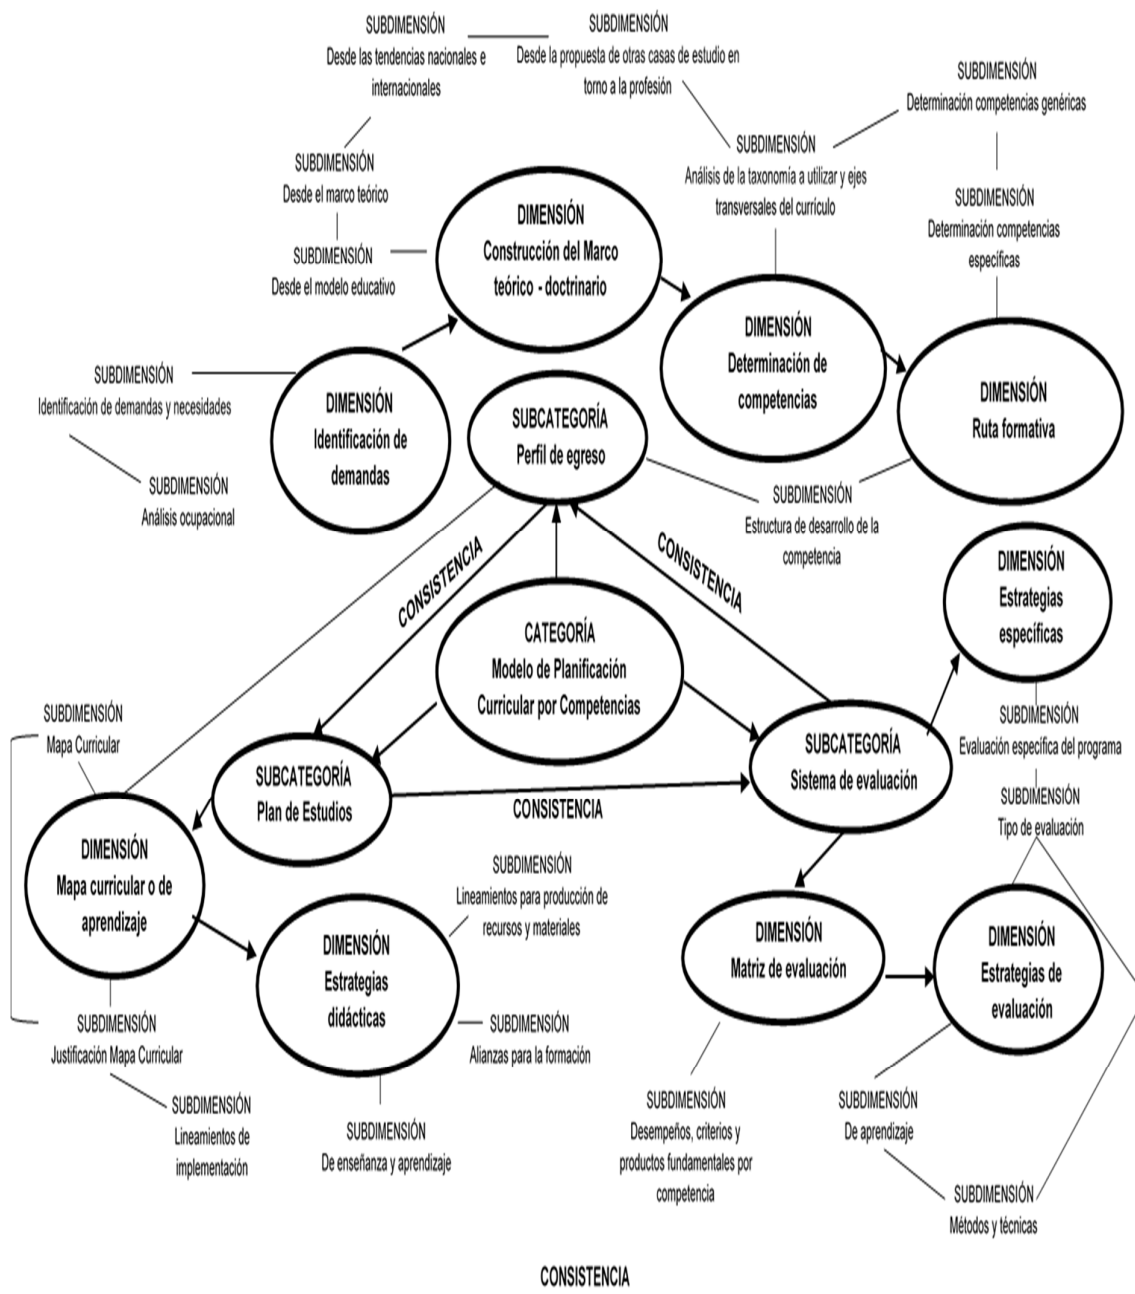 SUBDIMENSIÓN
Desde las tendencias nacionales e
internacionales
SUBDIMENSIÓN
Desde la propuesta de otras casas de estudio en
torno a la profesión
SUBDIMENSIÓN
Determinación competencias genéricas
SUBDIMENSIÓN
Análisis de la taxonomía a utilizar y ejes
transversales del currículo
SUBDIMENSIÓN
Desde el marco teórico
SUBDIMENSIÓN
Determinación competencias
específicas
DIMENSIÓN
Construcción del Marco
teórico - doctrinario
SUBDIMENSIÓN
Desde el modelo educativo
DIMENSIÓN
Determinación de
competencias
SUBDIMENSIÓN
Identificación de demandas y necesidades
DIMENSIÓN
Identificación de
demandas
SUBCATEGORÍA
Perfil de egreso
DIMENSIÓN
Ruta formativa
SUBDIMENSIÓN
Análisis ocupacional
SUBDIMENSIÓN
Estructura de desarrollo de la
competencia
CONSISTENCIA
CONSISTENCIA
DIMENSIÓN
Estrategias
específicas
CATEGORÍA
Modelo de Planificación
Curricular por Competencias
SUBDIMENSIÓN
Mapa Curricular
SUBDIMENSIÓN
Evaluación específica del programa
SUBCATEGORÍA
Plan de Estudios
SUBCATEGORÍA
Sistema de evaluación
CONSISTENCIA
SUBDIMENSIÓN
Tipo de evaluación
DIMENSIÓN
Mapa curricular o de
aprendizaje
SUBDIMENSIÓN
Lineamientos para producción de
recursos y materiales
DIMENSIÓN
Estrategias
didácticas
DIMENSIÓN
Matriz de evaluación
DIMENSIÓN
Estrategias de
evaluación
SUBDIMENSIÓN
Justificación Mapa Curricular
SUBDIMENSIÓN
Alianzas para la formación
SUBDIMENSIÓN
Lineamientos de
implementación
SUBDIMENSIÓN
De enseñanza y aprendizaje
SUBDIMENSIÓN
Desempeños, criterios y
productos fundamentales por
competencia
SUBDIMENSIÓN
De aprendizaje
SUBDIMENSIÓN
Métodos y técnicas
CONSISTENCIA